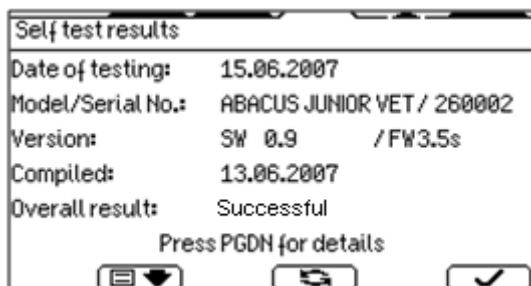 Self test results
Date of testing: 15.06.2007
Model/Serial No.: ABACUS JUNIOR VET / 260002
Version: SW 0.9 /FW3.5s
Compiled: 13.06.2007
Overall result: Successful
Press PGDN for details